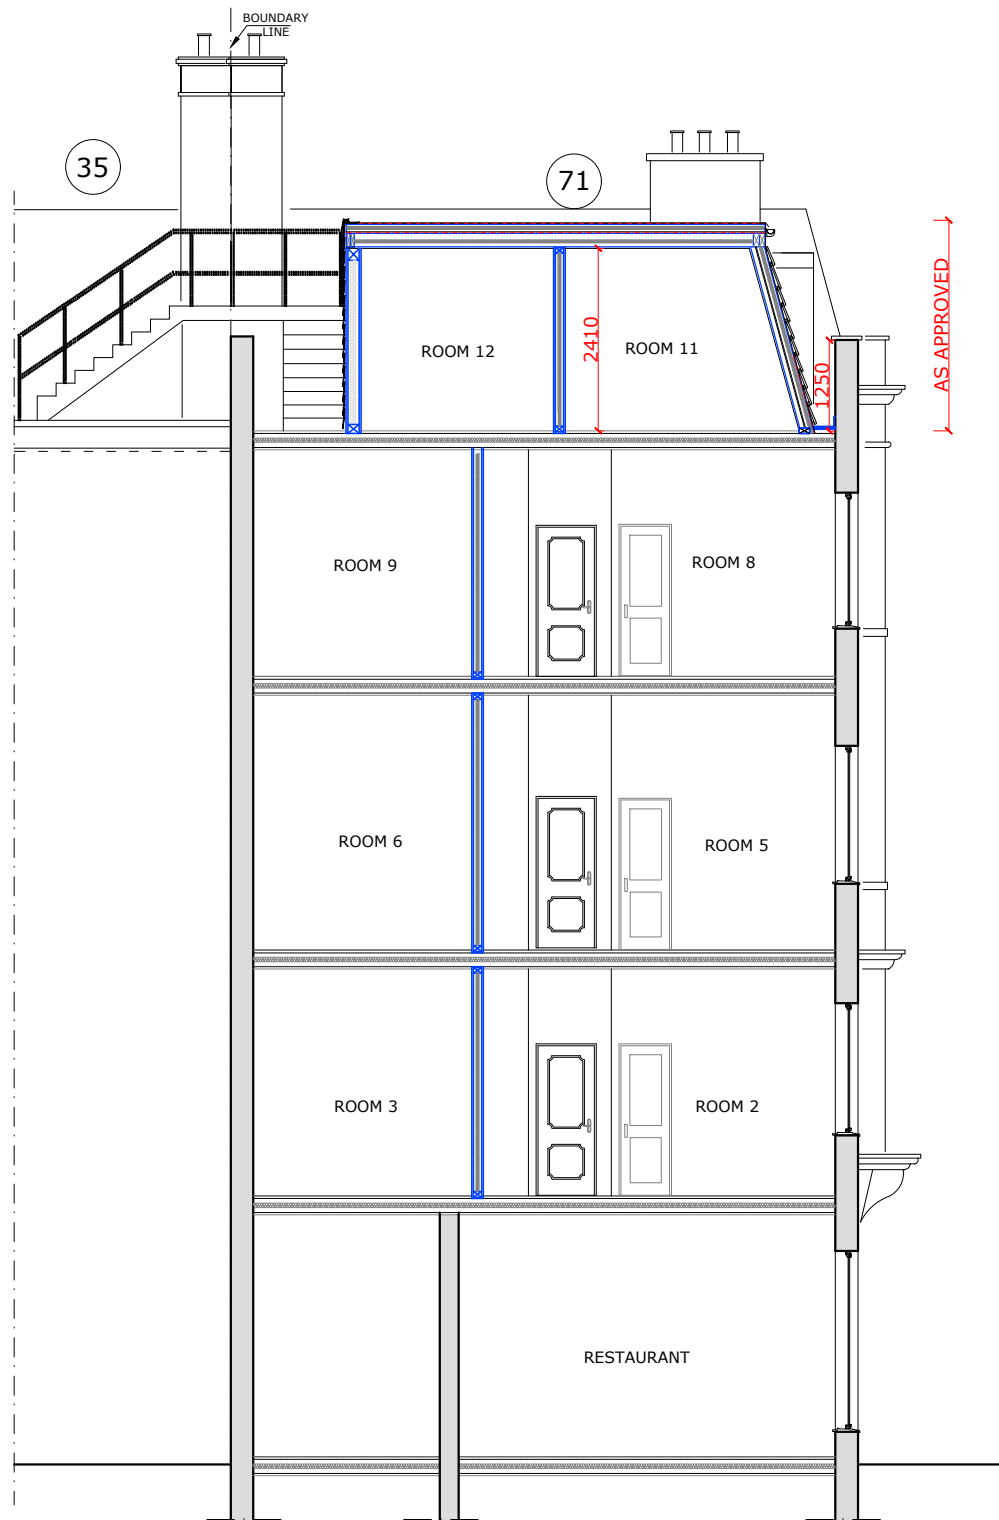 BOUNDARY
LINE
35
71
AS APPROVED
2410
1250
ROOM 12
ROOM 11
ROOM 9
ROOM 8
ROOM 6
ROOM 5
ROOM 3
ROOM 2
RESTAURANT